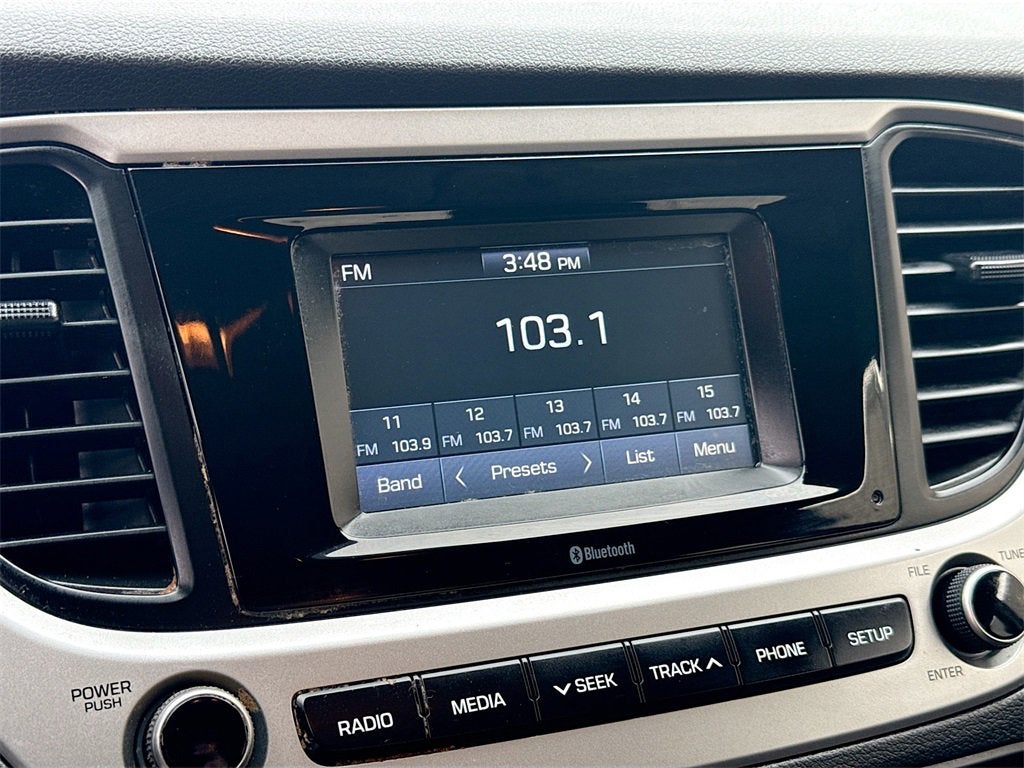 FM 3:48 PM
103.1
11 12 13 14 15
FM 103.9 FM 103.7 FM 103.7 FM 103.7 FM 103.7
Band < Presets > List Menu
Bluetooth
POWER
PUSH
RADIO MEDIA SEEK TRACK PHONE SETUP
FILE TUNE
ENTER